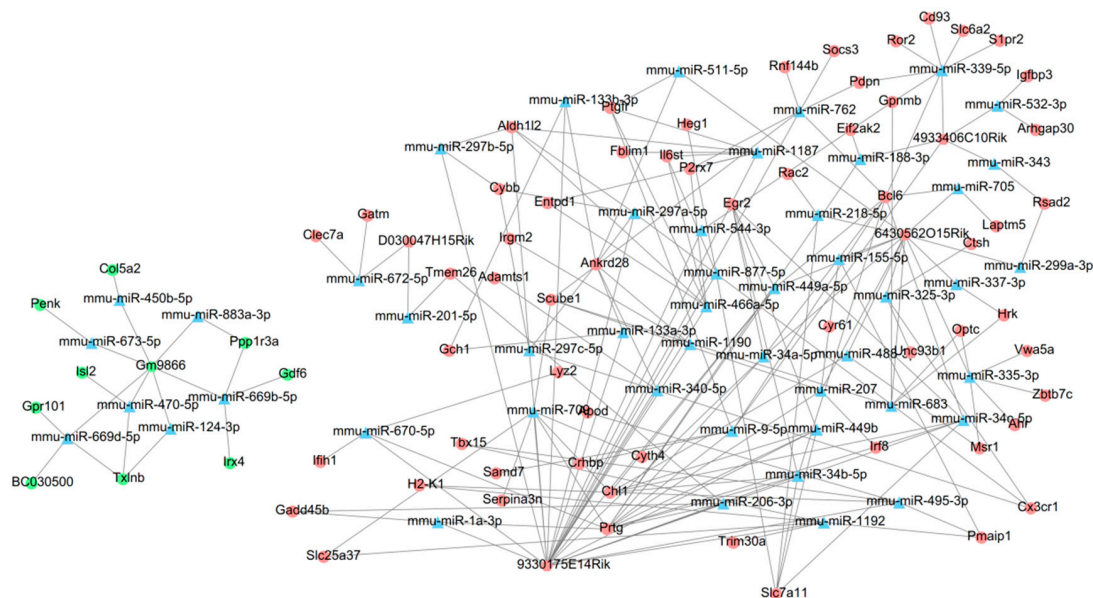 Cd93
Slc6a2
Ror2
S1pr2
Socs3
Rnf144b
mmu-miR-339-5p
mmu-miR-511-5p
Pdpn
Igfbp3
mmu-miR-133b-3p
Ptgfr
Gpnmb
mmu-miR-532-3p
mmu-miR-762
Heg1
Aldh1l2
Eif2ak2
Arhgap30
4933406C10Rik
mmu-miR-297b-5p
Fblim1
Il6st
mmu-miR-1187
mmu-miR-188-3p
mmu-miR-343
P2rx7
Rac2
Cybb
Entpd1
Egr2
Bcl6
mmu-miR-705
Rsad2
Gatm
mmu-miR-297a-5p
mmu-miR-218-5p
Laptm5
Clec7a
D030047H15Rik
Irgm2
mmu-miR-544-3p
6430562O15Rik
Ctsh
Col5a2
Ankrd28
mmu-miR-155-5p
mmu-miR-299a-3p
mmu-miR-672-5p
Tmem26
Adamts1
mmu-miR-877-5p
mmu-miR-337-3p
mmu-miR-450b-5p
Scube1
mmu-miR-449a-5p
mmu-miR-325-3p
Penk
mmu-miR-883a-3p
mmu-miR-201-5p
mmu-miR-466a-5p
Hrk
mmu-miR-673-5p
Ppp1r3a
mmu-miR-133a-3p
Cyr61
Optc
Gch1
mmu-miR-297c-5p
mmu-miR-1190
mmu-miR-34a-5p
mmu-miR-488
Unc93b1
Vwa5a
Isl2
Gm9866
Gdf6
Lyz2
mmu-miR-335-3p
mmu-miR-340-5p
mmu-miR-207
Zbtb7c
Gpr101
mmu-miR-470-5p
mmu-miR-669b-5p
mmu-miR-709
Apod
mmu-miR-683
mmu-miR-34c-5p
Ahr
mmu-miR-669d-5p
mmu-miR-124-3p
mmu-miR-670-5p
Tbx15
mmu-miR-9-5p
mmu-miR-449b
Irf8
Msr1
Ifih1
Irx4
Samd7
Crhbp
Cyth4
BC030500
Txlnb
H2-K1
mmu-miR-34b-5p
Serpina3n
Chl1
mmu-miR-206-3p
mmu-miR-495-3p
Cx3cr1
Gadd45b
mmu-miR-1a-3p
Prtg
mmu-miR-1192
Slc25a37
Trim30a
Pmaip1
9330175E14Rik
Slc7a11